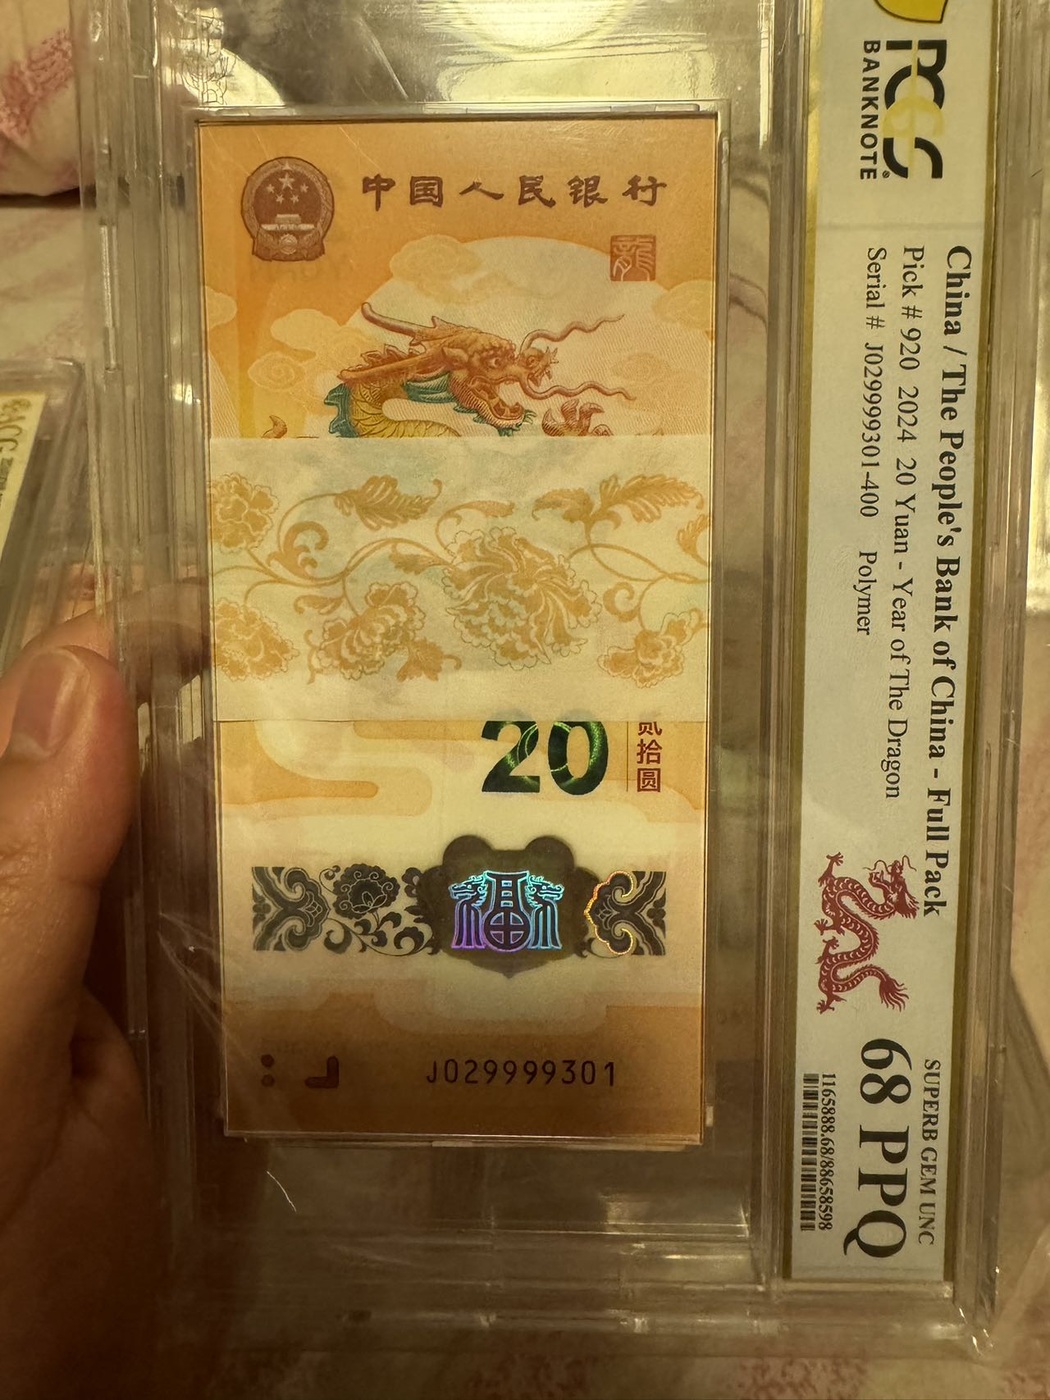 中国人民银行
龍
20
贰拾圆
福
J029999301
PCGS
BANKNOTE
China / The People's Bank of China - Full Pack
Pick # 920 2024 20 Yuan - Year of The Dragon
Serial # J029999301-400 Polymer
SUPERB GEM UNC
68 PPQ
1165888.68/88658598